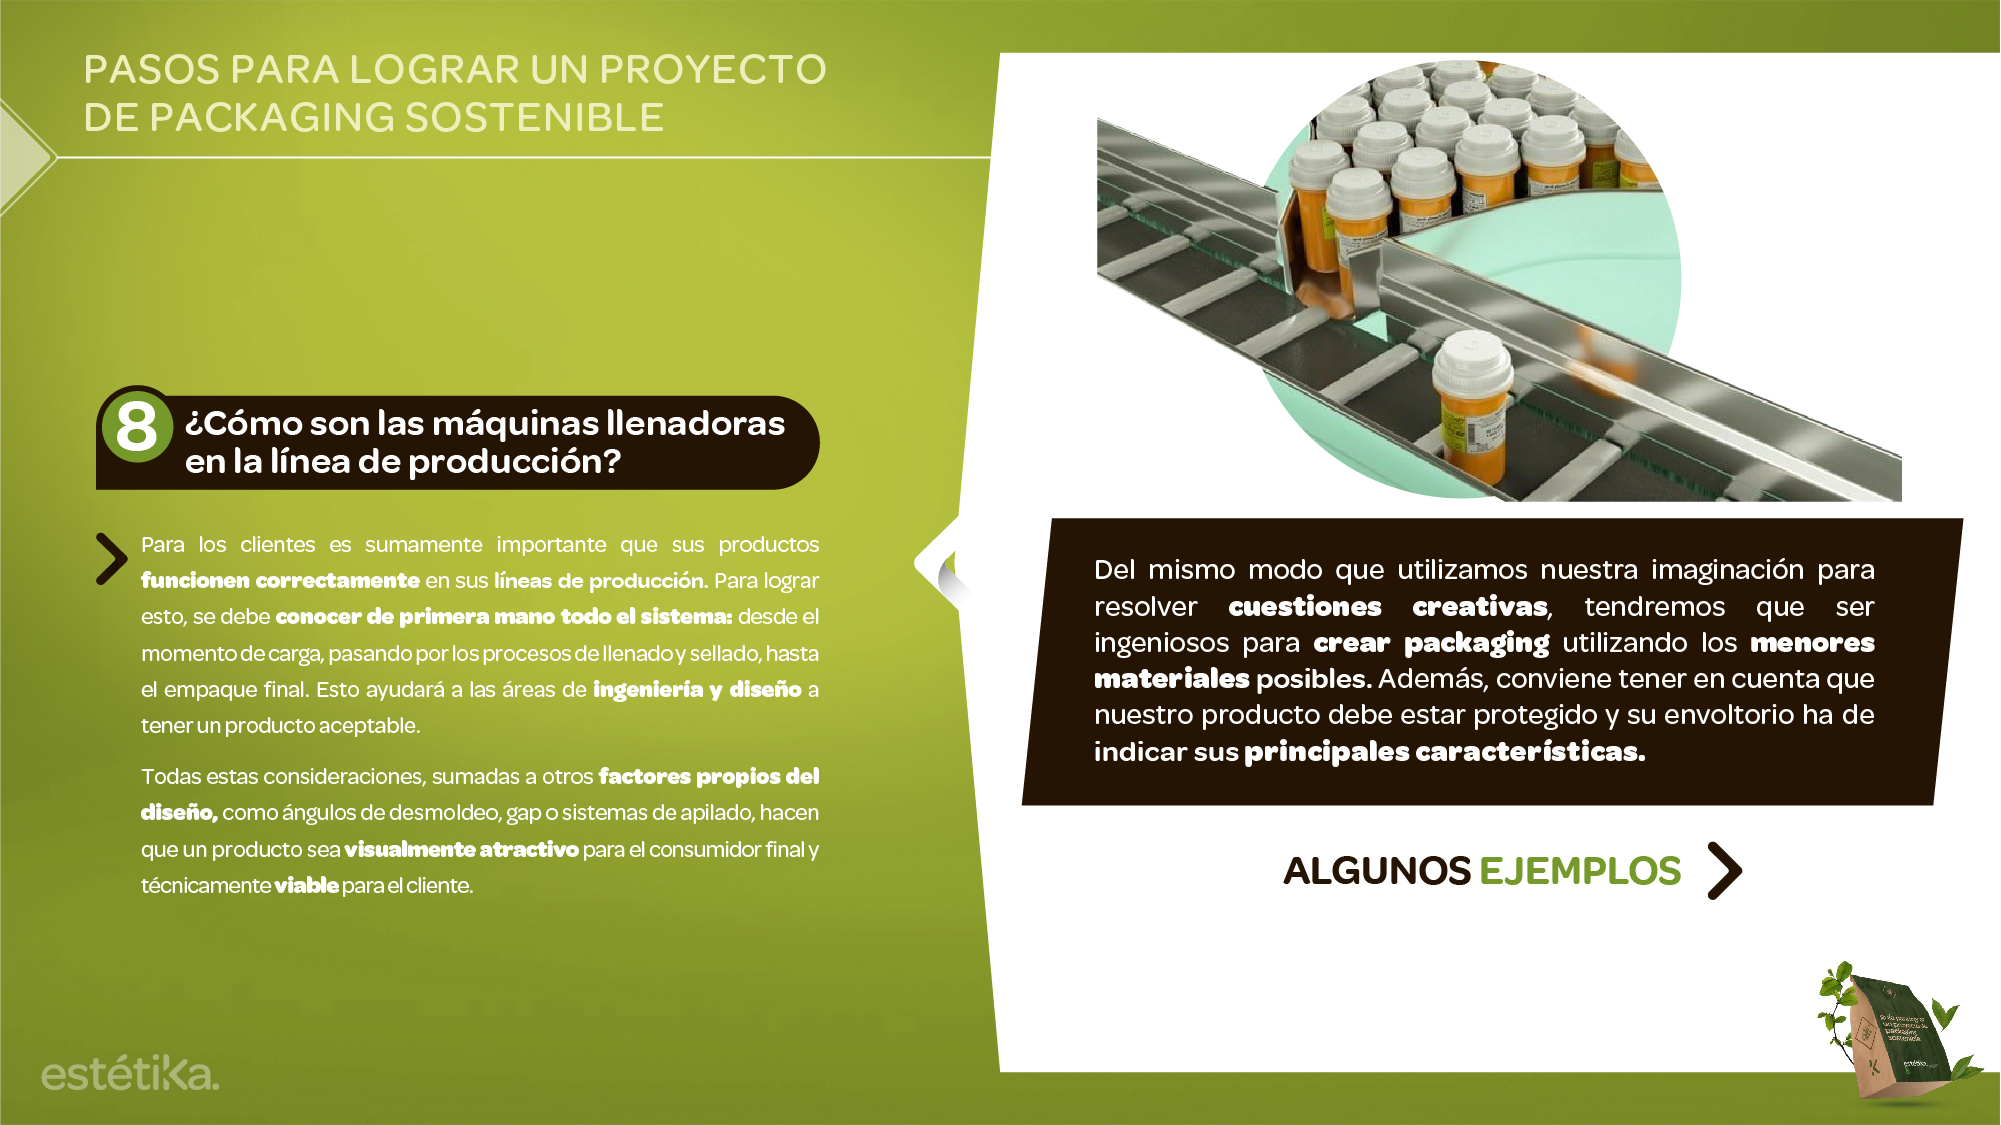 PASOS PARA LOGRAR UN PROYECTO
DE PACKAGING SOSTENIBLE
8
¿Cómo son las máquinas llenadoras
en la línea de producción?
Para los clientes es sumamente importante que sus productos
funcionen correctamente en sus líneas de producción. Para lograr
esto, se debe conocer de primera mano todo el sistema: desde el
momento de carga, pasando por los procesos de llenado y sellado, hasta
el empaque final. Esto ayudará a las áreas de ingeniería y diseño a
tener un producto aceptable.
Todas estas consideraciones, sumadas a otros factores propios del
diseño, como ángulos de desmoldeo, gap o sistemas de apilado, hacen
que un producto sea visualmente atractivo para el consumidor final y
técnicamente viable para el cliente.
Del mismo modo que utilizamos nuestra imaginación para
resolver cuestiones creativas, tendremos que ser
ingeniosos para crear packaging utilizando los menores
materiales posibles. Además, conviene tener en cuenta que
nuestro producto debe estar protegido y su envoltorio ha de
indicar sus principales características.
ALGUNOS EJEMPLOS
estétika.
un proyecto de
packaging
sostenible
estétika.